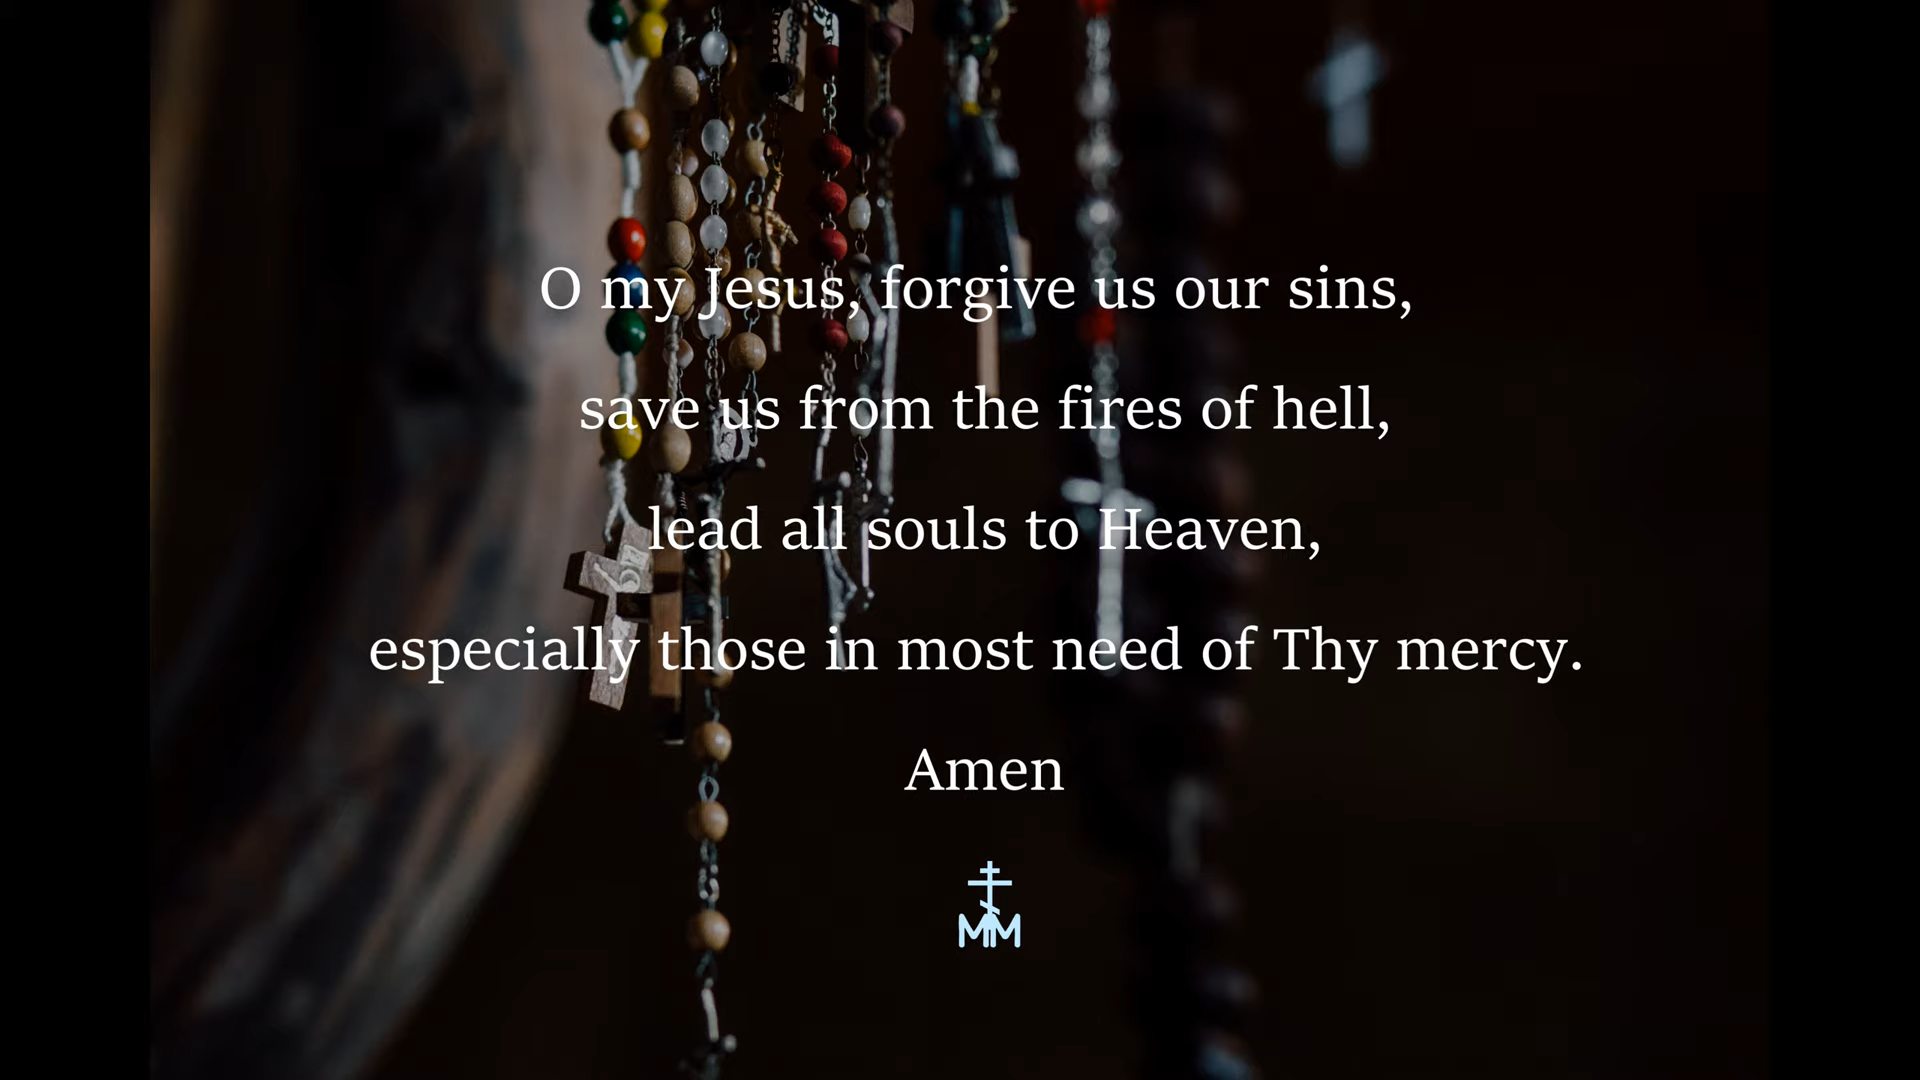 O my Jesus, forgive us our sins,
save us from the fires of hell,
lead all souls to Heaven,
especially those in most need of Thy mercy.
Amen
MM